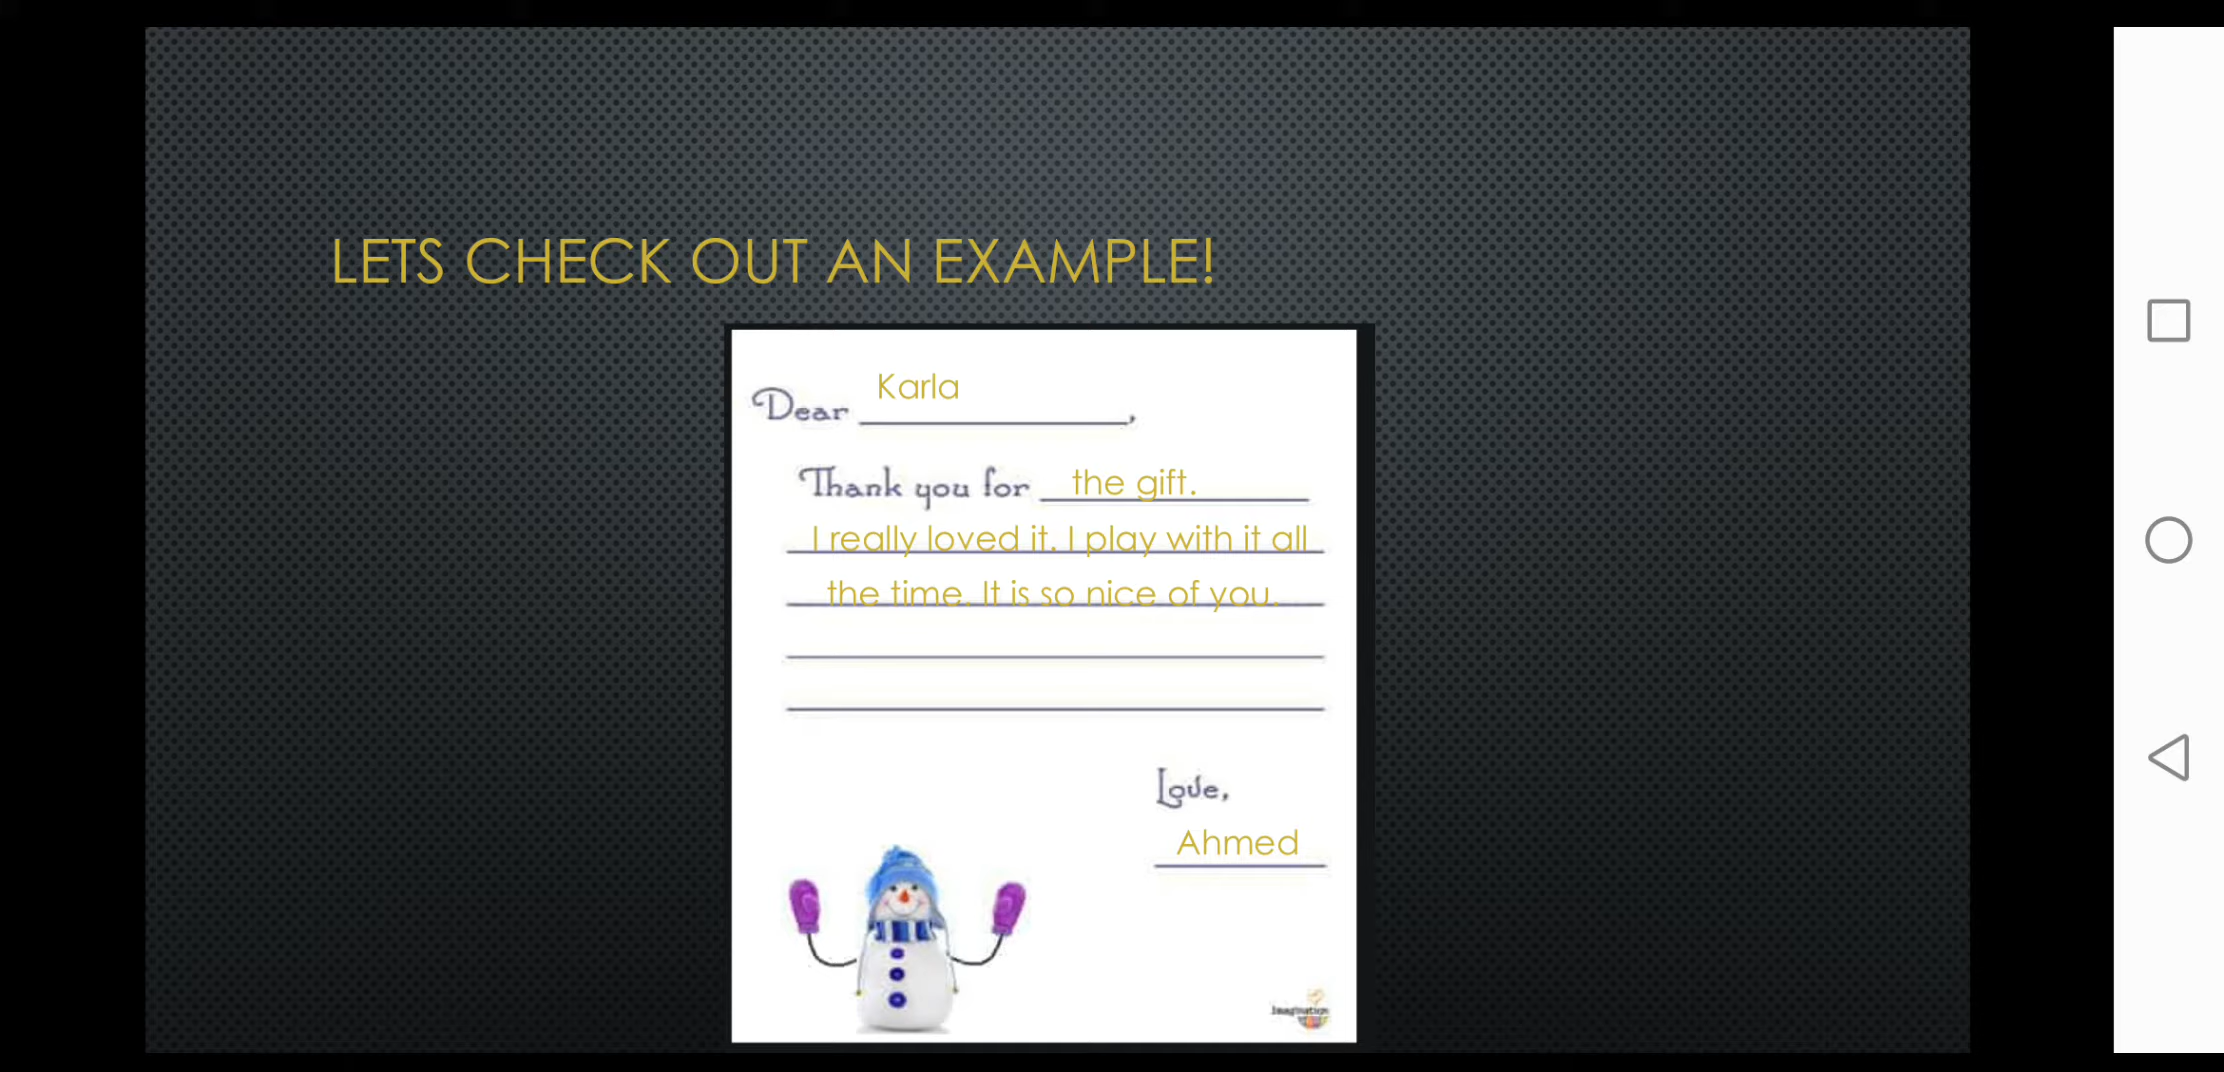 LETS CHECK OUT AN EXAMPLE!
Dear Karla,
Thank you for the gift.
I really loved it. I play with it all
the time. It is so nice of you.
Love,
Ahmed
Imagination